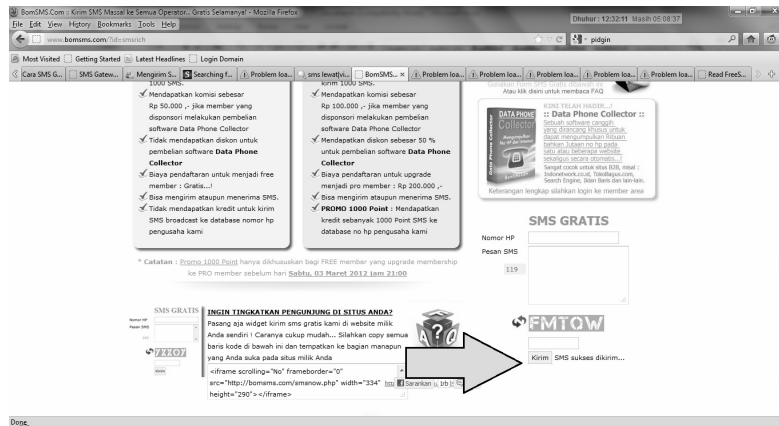 BomSMS.Com :: Kirim SMS Massal ke Semua Operator.. Gratis Selamanya! - Mozilla Firefox
Dhuhur : 12:32:11 Masih 05:08:37
File Edit View History Bookmarks Tools Help
www.bomsms.com/?id=smsrich
pidgin
Most Visited Getting Started Latest Headlines Login Domain
Cara SMS G... SMS Gatew... Mengirim S... Searching f... Problem loa... sms lewat|vi... BomSMS... Problem loa... Problem loa... Problem loa... Problem loa... Problem loa... Read FreeS...
1000 SMS.
Mendapatkan komisi sebesar
Rp 50.000 ,- jika member yang
disponsori melakukan pembelian
software Data Phone Collector
Tidak mendapatkan diskon untuk
pembelian software Data Phone
Collector
Biaya pendaftaran untuk menjadi free
member : Gratis...!
Bisa mengirim ataupun menerima SMS.
Tidak mendapatkan kredit untuk kirim
SMS broadcast ke database nomor hp
pengusaha kami
kirim 1000 SMS.
Mendapatkan komisi sebesar
Rp 100.000 ,- jika member yang
disponsori melakukan pembelian
software Data Phone Collector
Mendapatkan diskon sebesar 50 %
untuk pembelian software Data Phone
Collector
Biaya pendaftaran untuk upgrade
menjadi pro member : Rp 200.000,-
Bisa mengirim ataupun menerima SMS.
PROMO 1000 Point : Mendapatkan
kredit sebanyak 1000 Point SMS ke
database no hp pengusaha kami
* Catatan : Promo 1000 Point hanya dikhususkan bagi FREE member yang upgrade membership
ke PRO member sebelum hari Sabtu, 03 Maret 2012 jam 21:00
Atau klik disini untuk membaca FAQ
KINI TELAH HADIR...!
:: Data Phone Collector ::
Sebuah software canggih
yang dirancang khusus untuk
dapat mengumpulkan Ribuan
bahkan Jutaan no hp pada
satu atau beberapa website
sekaligus secara otomatis...!
Sangat cocok untuk situs B2B, misal :
Indonetwork.co.id, TokoBagus.com,
Search Engine, Iklan Baris dan lain-lain.
DATA PHONE
Collector
Keterangan lengkap silahkan login ke member area
SMS GRATIS
Nomor HP
Pesan SMS
119
FMTQW
Kirim SMS sukses dikirim...
SMS GRATIS
Nomor HP
Pesan SMS
Kirim
INGIN TINGKATKAN PENGUNJUNG DI SITUS ANDA?
Pasang aja widget kirim sms gratis kami di website milik
Anda sendiri ! Caranya cukup mudah... Silahkan copy semua
baris kode di bawah ini dan tempatkan ke bagian manapun
yang Anda suka pada situs milik Anda
<iframe scrolling="No" frameborder="0"
src="http://bomsms.com/smsnow.php" width="334"
height="290"></iframe>
Sarankan
Done